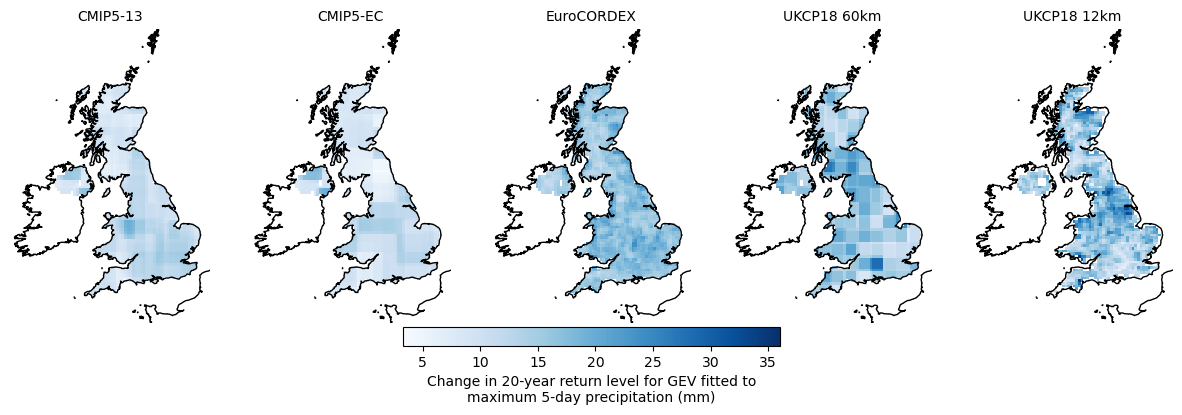 CMIP5-13
CMIP5-EC
EuroCORDEX
UKCP18 60km
UKCP18 12km
5 10 15 20 25 30 35
Change in 20-year return level for GEV fitted to
maximum 5-day precipitation (mm)